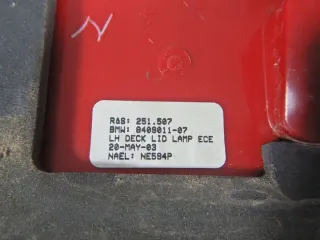 N
R&B: 251.507
BMW: 8409011-07
LH DECK LID LAMP ECE
20-MAY-03
NAEL: NE594P